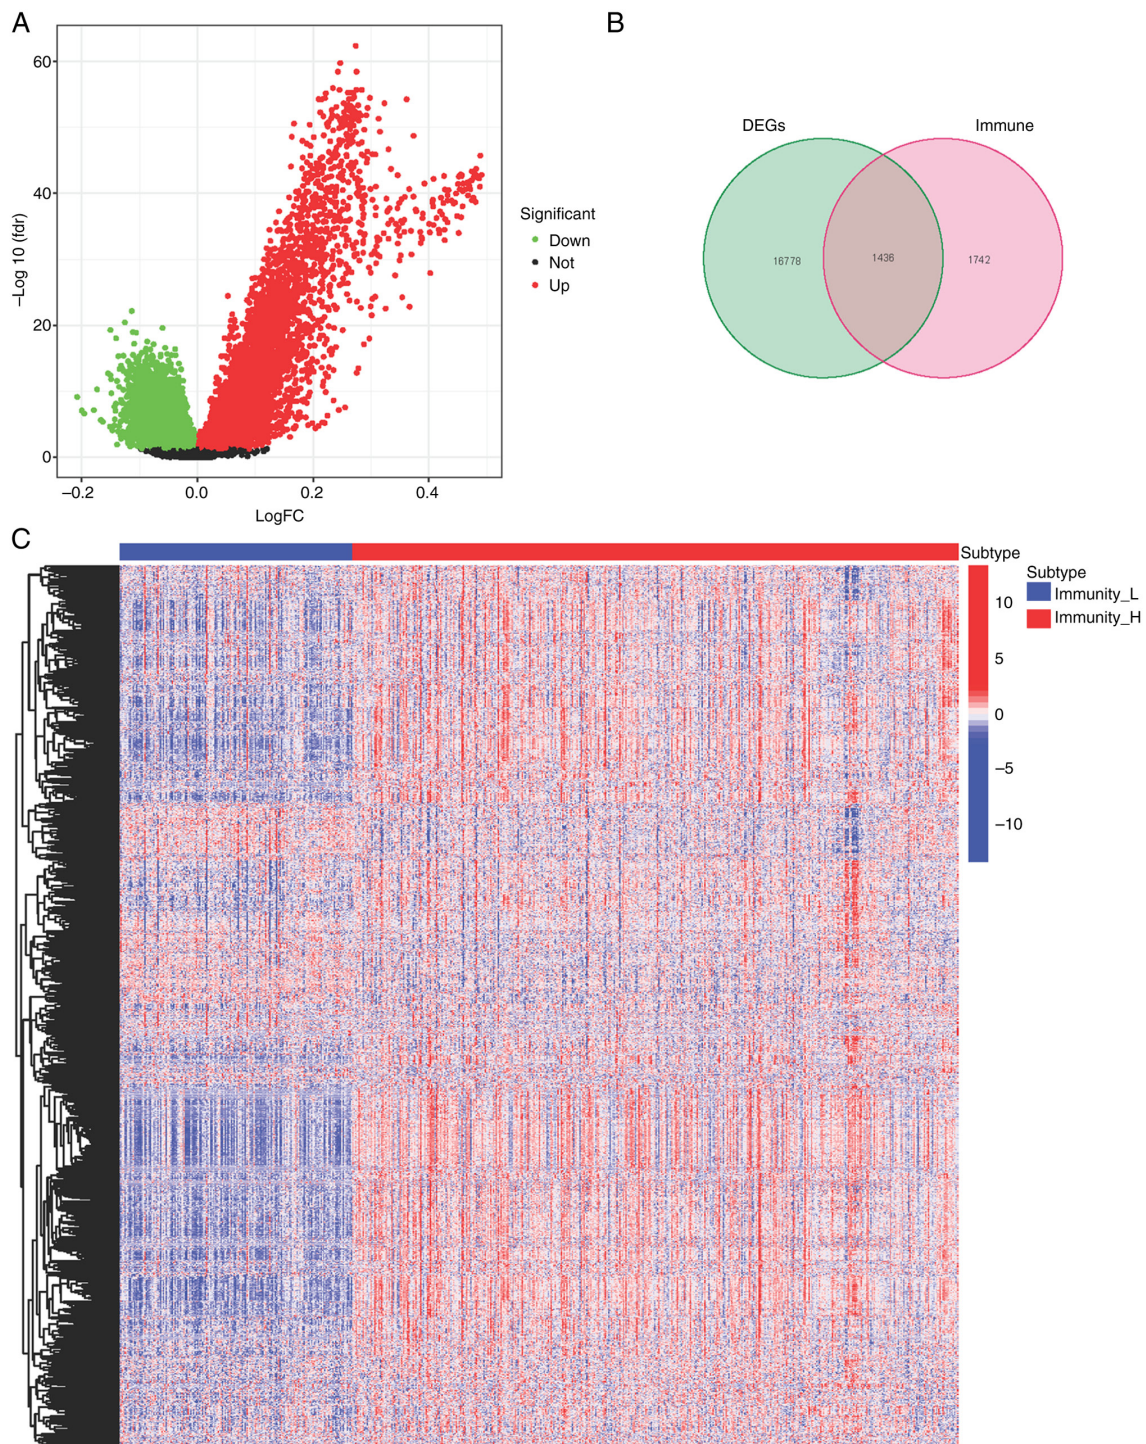 A
60
40
20
0
−Log 10 (fdr)
−0.2
0.0
0.2
0.4
LogFC
Significant
Down
Not
Up
B
DEGs
Immune
16778
1436
1742
C
Subtype
10
5
0
−5
−10
Subtype
Immunity_L
Immunity_H